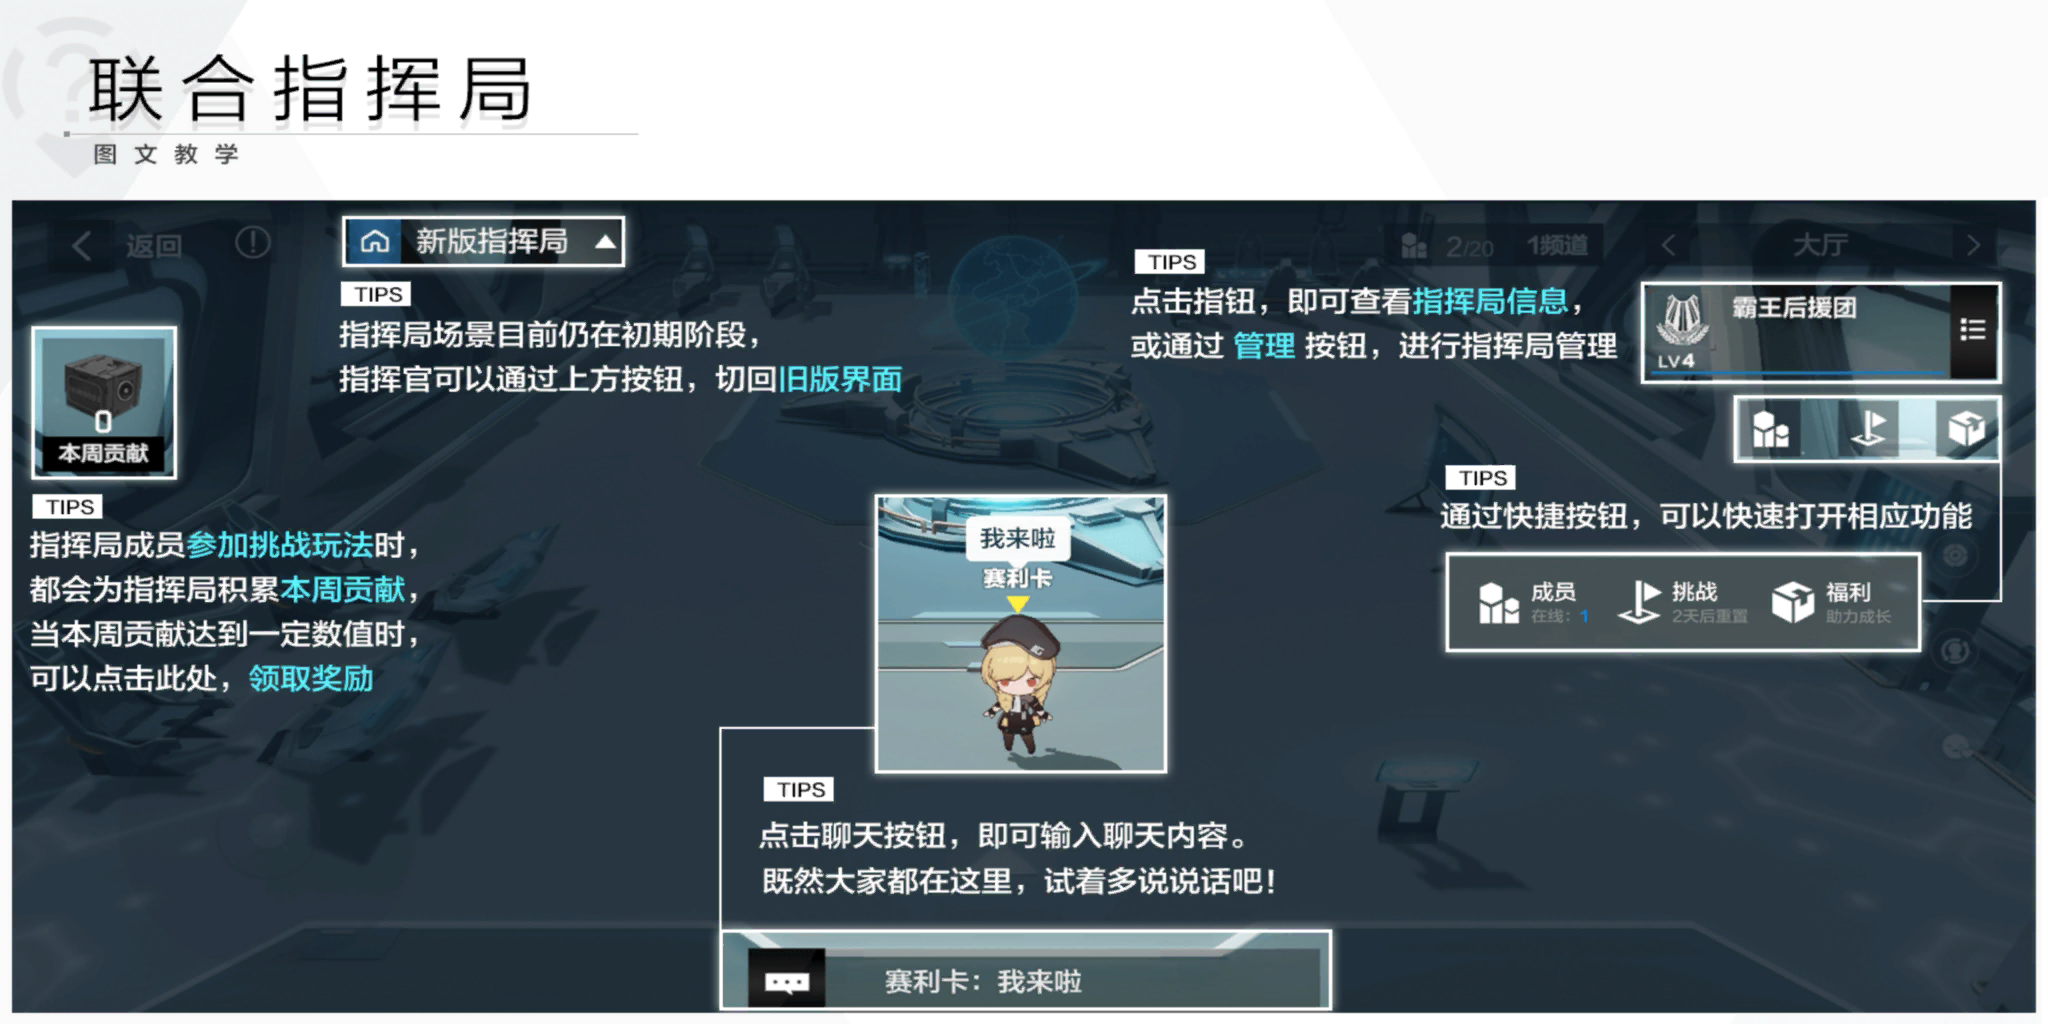 联合指挥局
图文教学
返回
新版指挥局
TIPS
指挥局场景目前仍在初期阶段，
指挥官可以通过上方按钮，切回旧版界面
0
本周贡献
TIPS
指挥局成员参加挑战玩法时，
都会为指挥局积累本周贡献，
当本周贡献达到一定数值时，
可以点击此处，领取奖励
2/20
1频道
大厅
TIPS
点击指钮，即可查看指挥局信息，
或通过 管理 按钮，进行指挥局管理
霸王后援团
LV4
TIPS
通过快捷按钮，可以快速打开相应功能
成员
在线：1
挑战
2天后重置
福利
助力成长
我来啦
赛利卡
TIPS
点击聊天按钮，即可输入聊天内容。
既然大家都在这里，试着多说说话吧！
赛利卡：我来啦